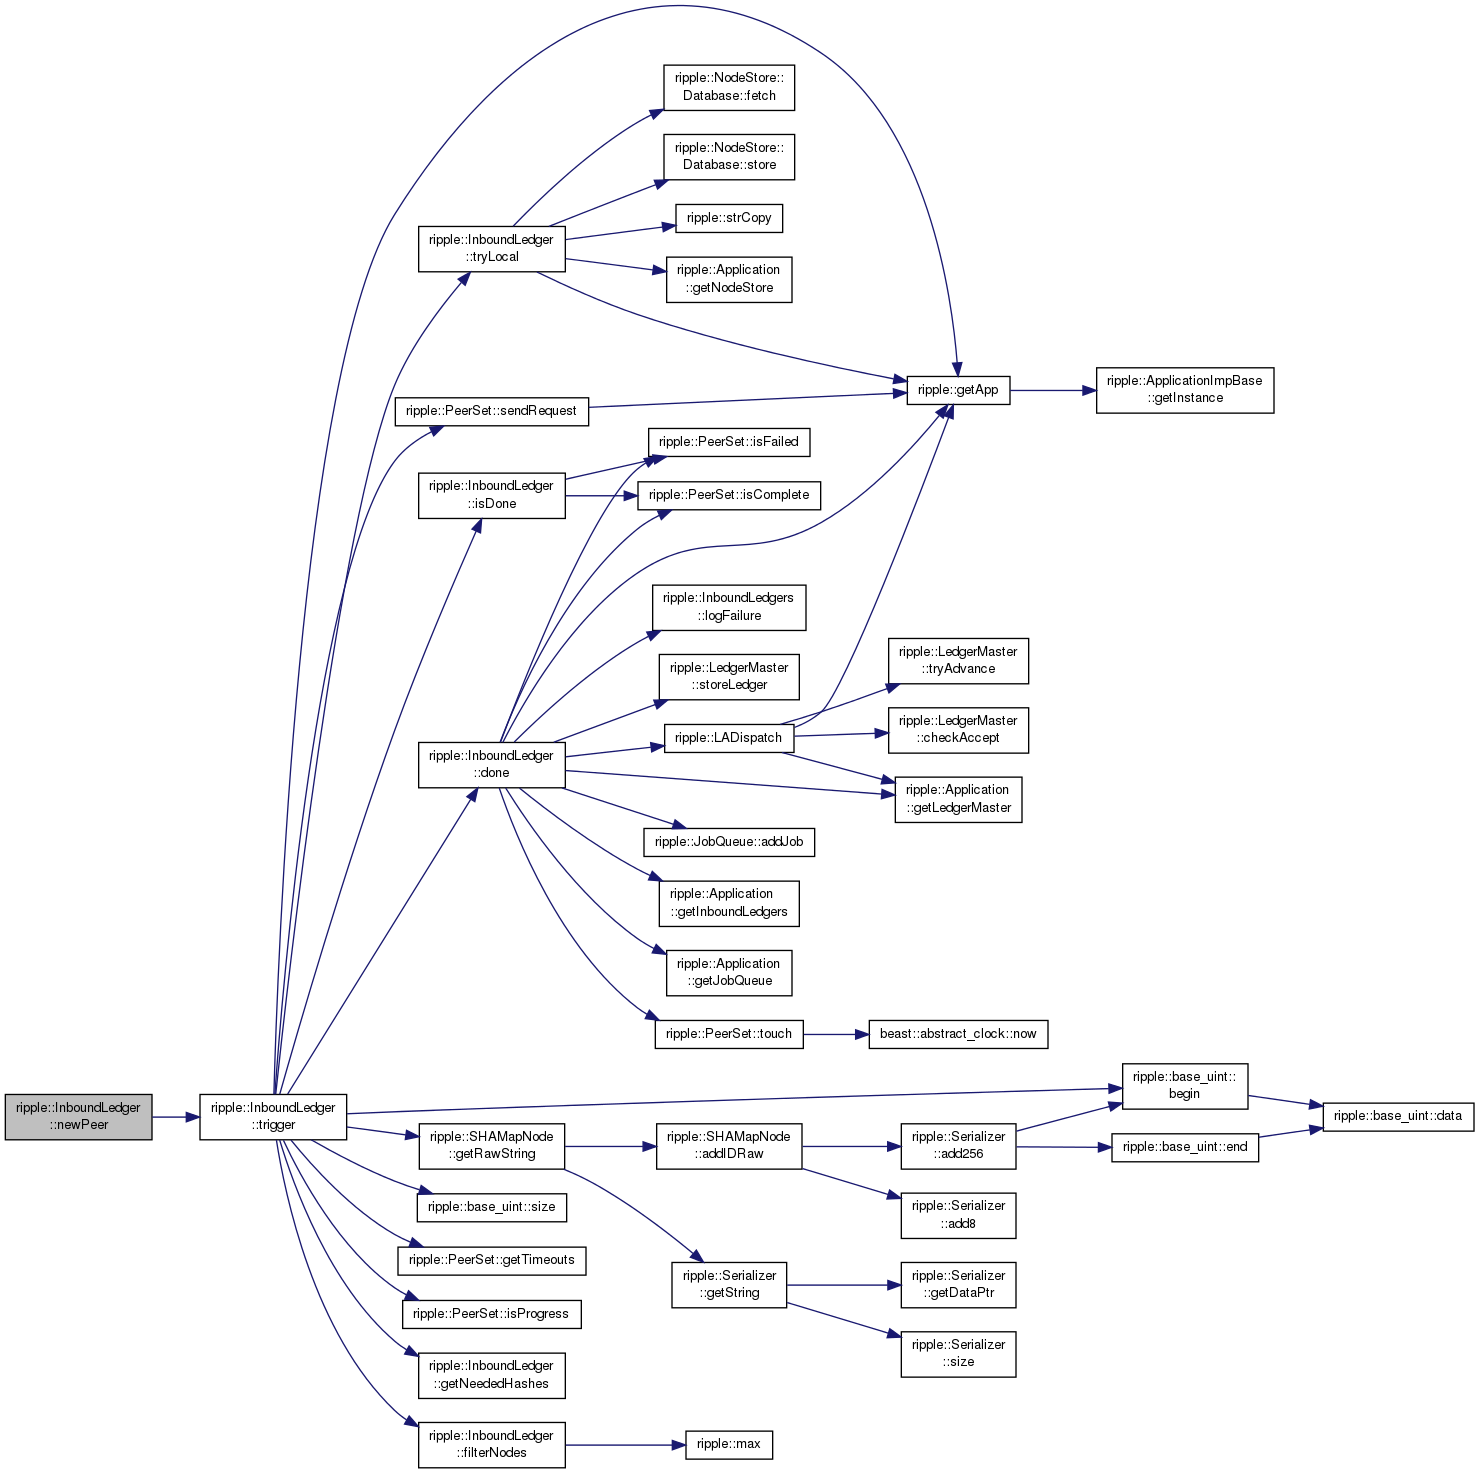 ripple::NodeStore::
Database::fetch
ripple::NodeStore::
Database::store
ripple::strCopy
ripple::InboundLedger
::tryLocal
ripple::Application
::getNodeStore
ripple::getApp
ripple::ApplicationImpBase
::getInstance
ripple::PeerSet::sendRequest
ripple::PeerSet::isFailed
ripple::InboundLedger
::isDone
ripple::PeerSet::isComplete
ripple::InboundLedgers
::logFailure
ripple::LedgerMaster
::tryAdvance
ripple::LedgerMaster
::storeLedger
ripple::LADispatch
ripple::LedgerMaster
::checkAccept
ripple::InboundLedger
::done
ripple::Application
::getLedgerMaster
ripple::JobQueue::addJob
ripple::Application
::getInboundLedgers
ripple::Application
::getJobQueue
ripple::PeerSet::touch
beast::abstract_clock::now
ripple::InboundLedger
::newPeer
ripple::InboundLedger
::trigger
ripple::base_uint::
begin
ripple::base_uint::data
ripple::SHAMapNode
::getRawString
ripple::SHAMapNode
::addIDRaw
ripple::Serializer
::add256
ripple::base_uint::end
ripple::base_uint::size
ripple::Serializer
::add8
ripple::PeerSet::getTimeouts
ripple::Serializer
::getString
ripple::Serializer
::getDataPtr
ripple::PeerSet::isProgress
ripple::Serializer
::size
ripple::InboundLedger
::getNeededHashes
ripple::InboundLedger
::filterNodes
ripple::max